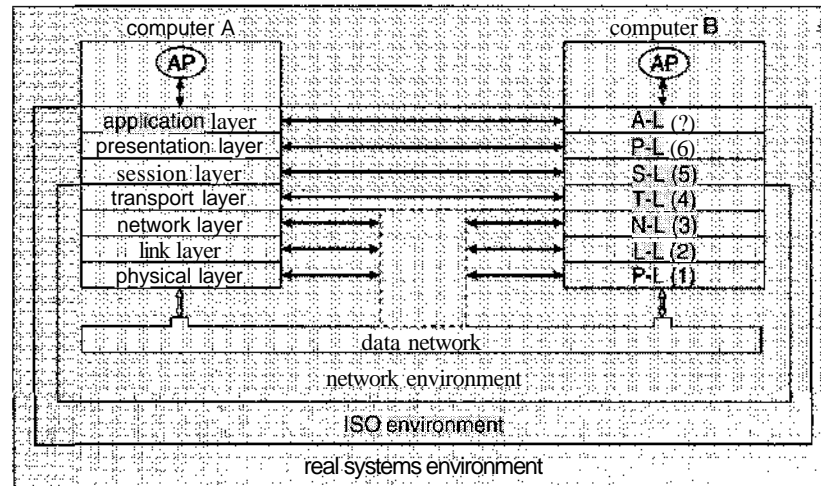 computer A
computer B
AP
AP
application layer
A-L (?)
presentation layer
P-L (6)
session layer
S-L (5)
transport layer
T-L (4)
network layer
N-L (3)
link layer
L-L (2)
physical layer
P-L (1)
data network
network environment
ISO environment
real systems environment